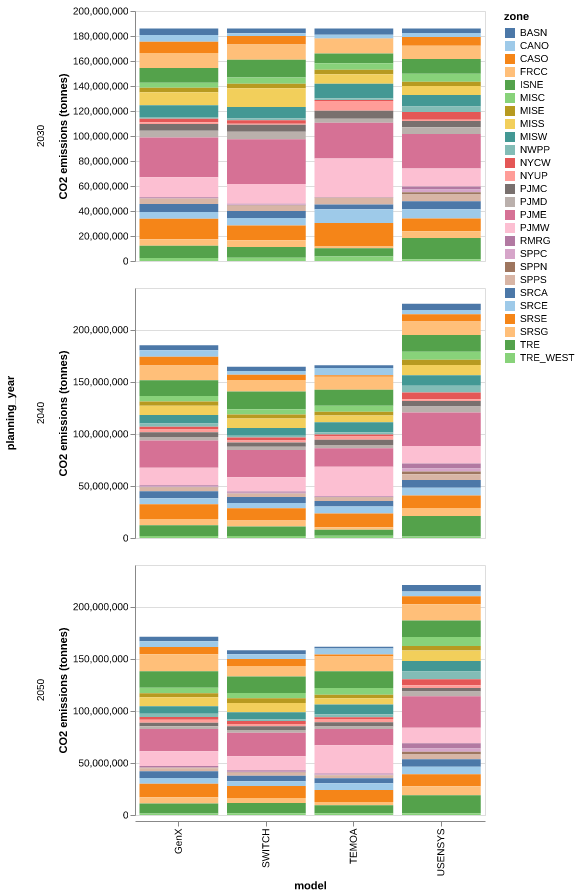 zone
BASN
CANO
CASO
FRCC
ISNE
MISC
MISE
MISS
MISW
NWPP
NYCW
NYUP
PJMC
PJMD
PJME
PJMW
RMRG
SPPC
SPPN
SPPS
SRCA
SRCE
SRSE
SRSG
TRE
TRE_WEST
planning_year
2030
CO2 emissions (tonnes)
200,000,000
180,000,000
160,000,000
140,000,000
120,000,000
100,000,000
80,000,000
60,000,000
40,000,000
20,000,000
0
2040
CO2 emissions (tonnes)
200,000,000
150,000,000
100,000,000
50,000,000
0
2050
CO2 emissions (tonnes)
200,000,000
150,000,000
100,000,000
50,000,000
0
GenX
SWITCH
TEMOA
USENSYS
model